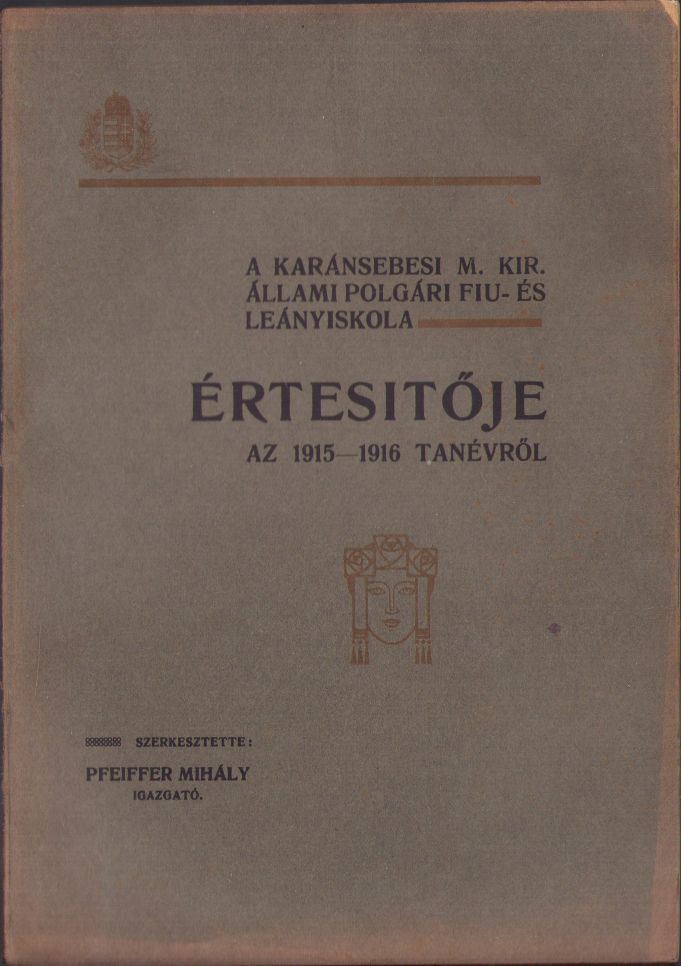 A KARÁNSEBESI M. KIR.
ÁLLAMI POLGÁRI FIU- ÉS
LEÁNYISKOLA
ÉRTESITŐJE
AZ 1915—1916 TANÉVRŐL
SZERKESZTETTE:
PFEIFFER MIHÁLY
IGAZGATÓ.